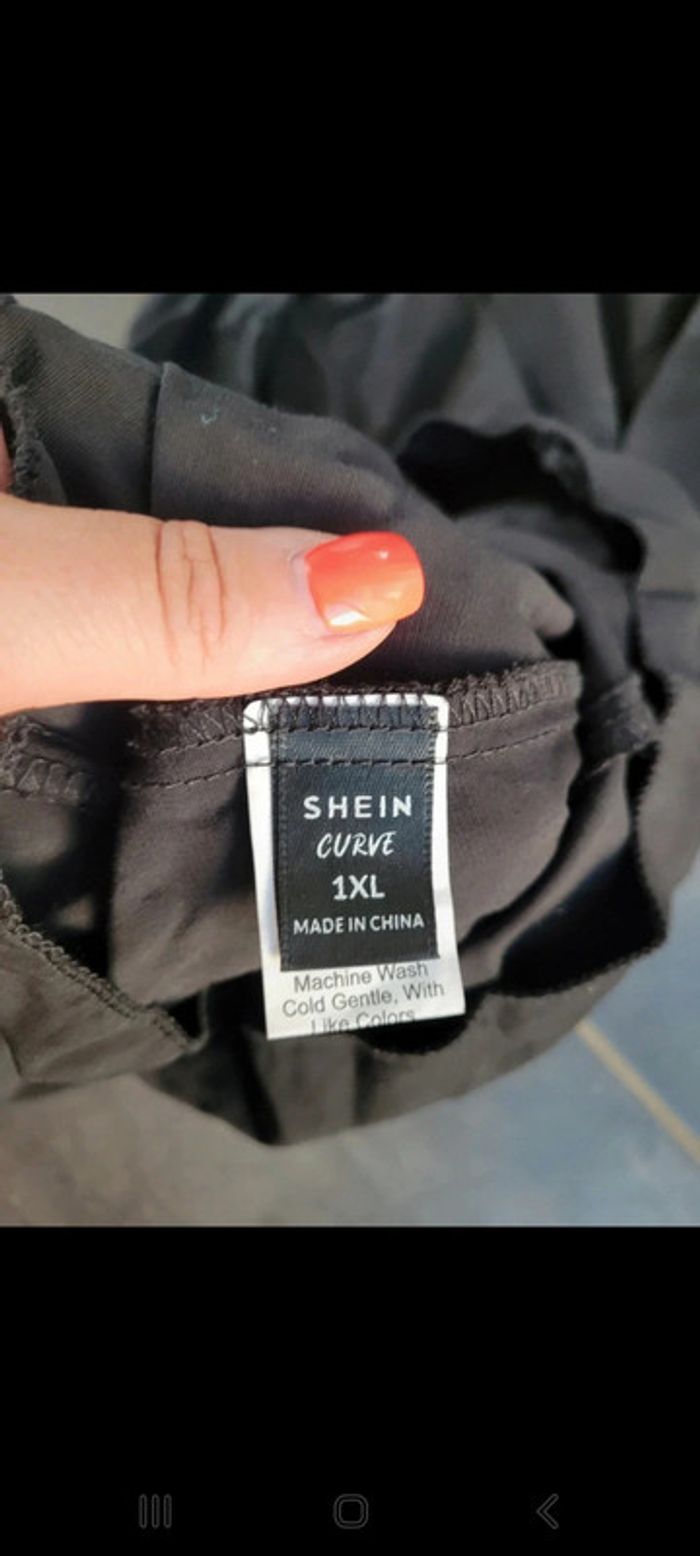 SHEIN
CURVE
1XL
MADE IN CHINA
Machine Wash
Cold Gentle, With
Like Colors